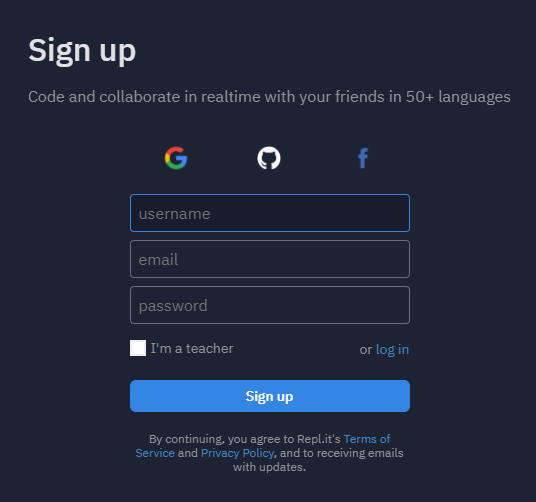 Sign up
Code and collaborate in realtime with your friends in 50+ languages
username
email
password
I'm a teacher or log in
Sign up
By continuing, you agree to Repl.it's Terms of
Service and Privacy Policy, and to receiving emails
with updates.